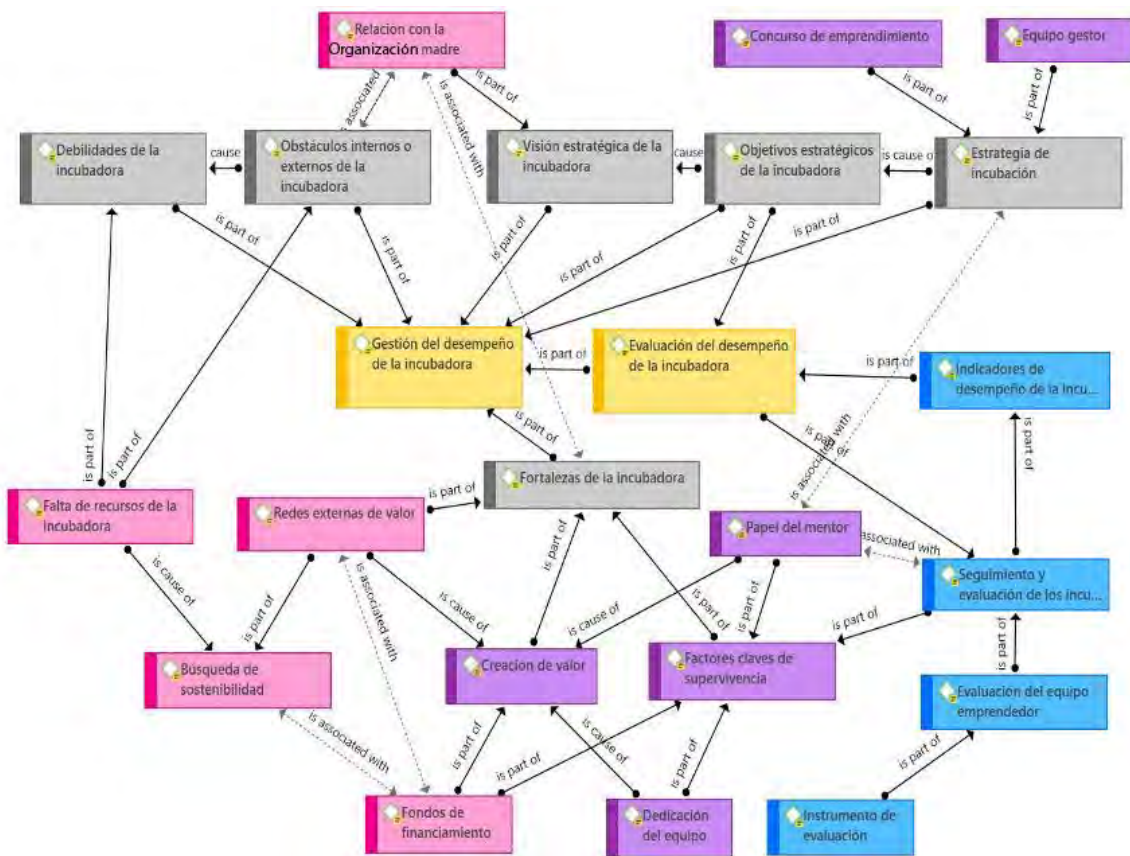 Relación con la
Organización madre
Concurso de emprendimiento
Equipo gestor
is associated
is part of
is associated with
is part of
is part of
Debilidades de la
incubadora
cause
Obstáculos internos o
externos de la
incubadora
Visión estratégica de la
incubadora
cause
Objetivos estratégicos
de la incubadora
is cause o
Estrategia de
incubación
is part of
is part of
is part of
is part of
is part of
is part of
Gestión del desempeño
de la incubadora
is part of
Evaluación del desempeño
de la incubadora
is part of
Indicadores de
desempeño de la Incu...
is part of
is part of
is part of
is part of
is part of
is associated with
Falta de recursos de la
incubadora
Redes externas de valor
is part of
Fortalezas de la incubadora
Papel del mentor
associated with
Seguimiento y
evaluación de los incu...
is cause of
is part of
is associated with
is cause of
is part of
is cause of
is part of
is part of
is part of
is part of
Búsqueda de
sostenibilidad
Creacion de valor
Factores claves de
supervivencia
Evaluación del equipo
emprendedor
is associated with
is part of
is part of
is cause of
is part of
is part of
Fondos de
financiamiento
Dedicación
del equipo
Instrumento de
evaluación